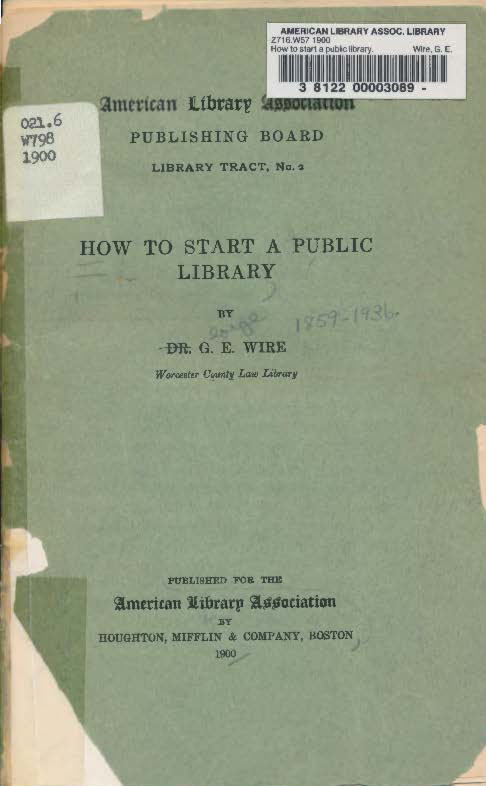 AMERICAN LIBRARY ASSOC. LIBRARY
Z716.W57 1900
How to start a public library. Wire, G. E.
3 8122 00003089 -
American Library Association
021.6
W798
1900
PUBLISHING BOARD
LIBRARY TRACT, No. 2
HOW TO START A PUBLIC
LIBRARY
BY
eorge 1859-1936.
DR. G. E. WIRE
Worcester County Law Library
PUBLISHED FOR THE
American Library Association
BY
HOUGHTON, MIFFLIN & COMPANY, BOSTON
1900